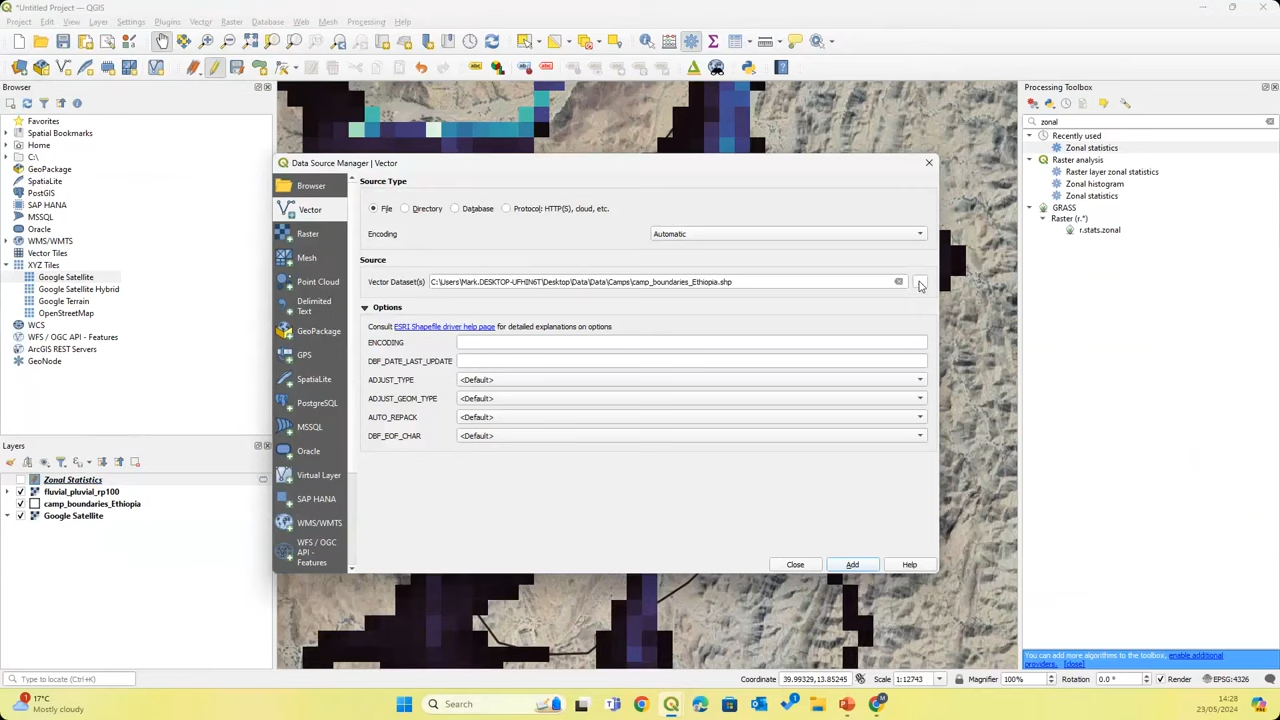 *Untitled Project — QGIS
Project Edit View Layer Settings Plugins Vector Raster Database Web Mesh Processing Help
Browser
Favorites
Spatial Bookmarks
Home
C:\
GeoPackage
SpatiaLite
PostGIS
SAP HANA
MSSQL
Oracle
WMS/WMTS
Vector Tiles
XYZ Tiles
Google Satellite
Google Satellite Hybrid
Google Terrain
OpenStreetMap
WCS
WFS / OGC API - Features
ArcGIS REST Servers
GeoNode
Layers
Zonal Statistics
fluvial_pluvial_rp100
camp_boundaries_Ethiopia
Google Satellite
Data Source Manager | Vector
Browser
Vector
Raster
Mesh
Point Cloud
Delimited
Text
GeoPackage
GPS
SpatiaLite
PostgreSQL
MSSQL
Oracle
Virtual Layer
SAP HANA
WMS/WMTS
WFS / OGC
API -
Features
Source Type
File Directory Database Protocol: HTTP(S), cloud, etc.
Encoding Automatic
Source
Vector Dataset(s) C:\Users\Mark.DESKTOP-UFHIN6T\Desktop\Data\Data\Camps\camp_boundaries_Ethiopia.shp
Options
Consult ESRI Shapefile driver help page for detailed explanations on options
ENCODING
DBF_DATE_LAST_UPDATE
ADJUST_TYPE <Default>
ADJUST_GEOM_TYPE <Default>
AUTO_REPACK <Default>
DBF_EOF_CHAR <Default>
Close Add Help
Processing Toolbox
zonal
Recently used
Zonal statistics
Raster analysis
Raster layer zonal statistics
Zonal histogram
Zonal statistics
GRASS
Raster (r.*)
r.stats.zonal
You can add more algorithms to the toolbox, enable additional
providers. [close]
Type to locate (Ctrl+K) Coordinate 39.99329,13.85245 Scale 1:12743 Magnifier 100% Rotation 0.0 ° Render EPSG:4326
1
17°C
Mostly cloudy
Search
14:28
23/05/2024